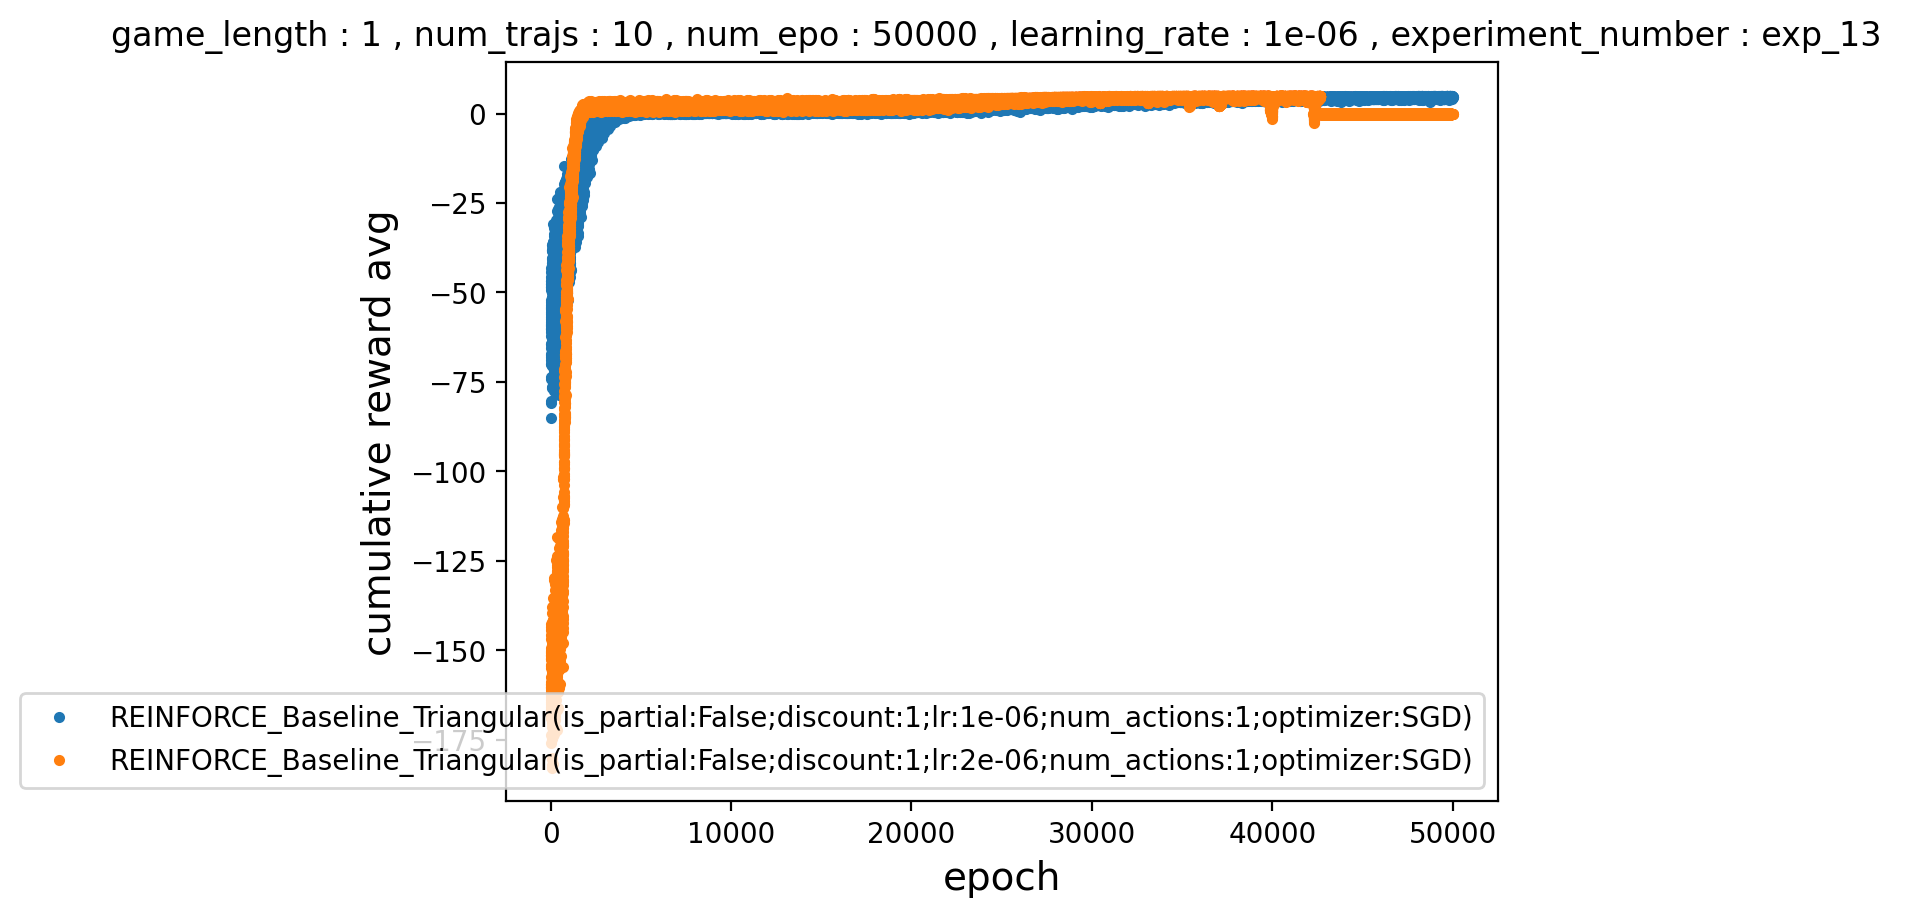 game_length : 1 , num_trajs : 10 , num_epo : 50000 , learning_rate : 1e-06 , experiment_number : exp_13
cumulative reward avg
0
−25
−50
−75
−100
−125
−150
−175
REINFORCE_Baseline_Triangular(is_partial:False;discount:1;lr:1e-06;num_actions:1;optimizer:SGD)
REINFORCE_Baseline_Triangular(is_partial:False;discount:1;lr:2e-06;num_actions:1;optimizer:SGD)
0 10000 20000 30000 40000 50000
epoch